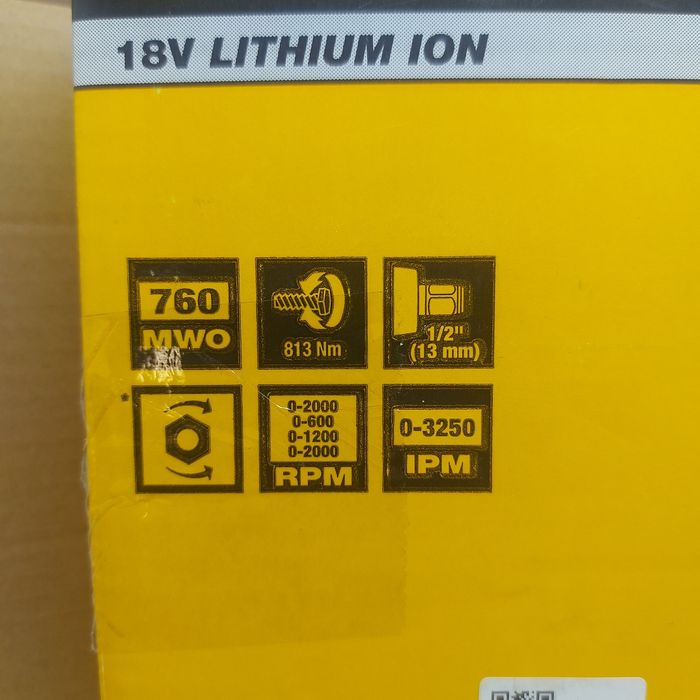 18V LITHIUM ION
760
MWO
813 Nm
1/2"
(13 mm)
*
0-2000
0-600
0-1200
0-2000
RPM
0-3250
IPM